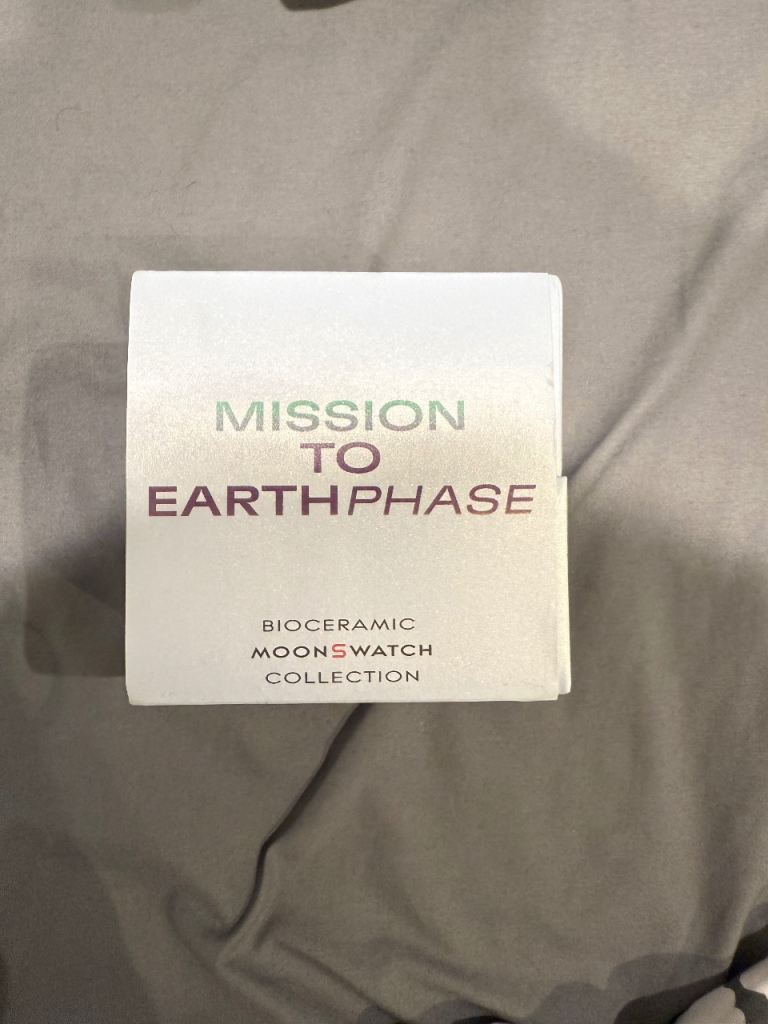 MISSION
TO
EARTHPHASE
BIOCERAMIC
MOONSWATCH
COLLECTION